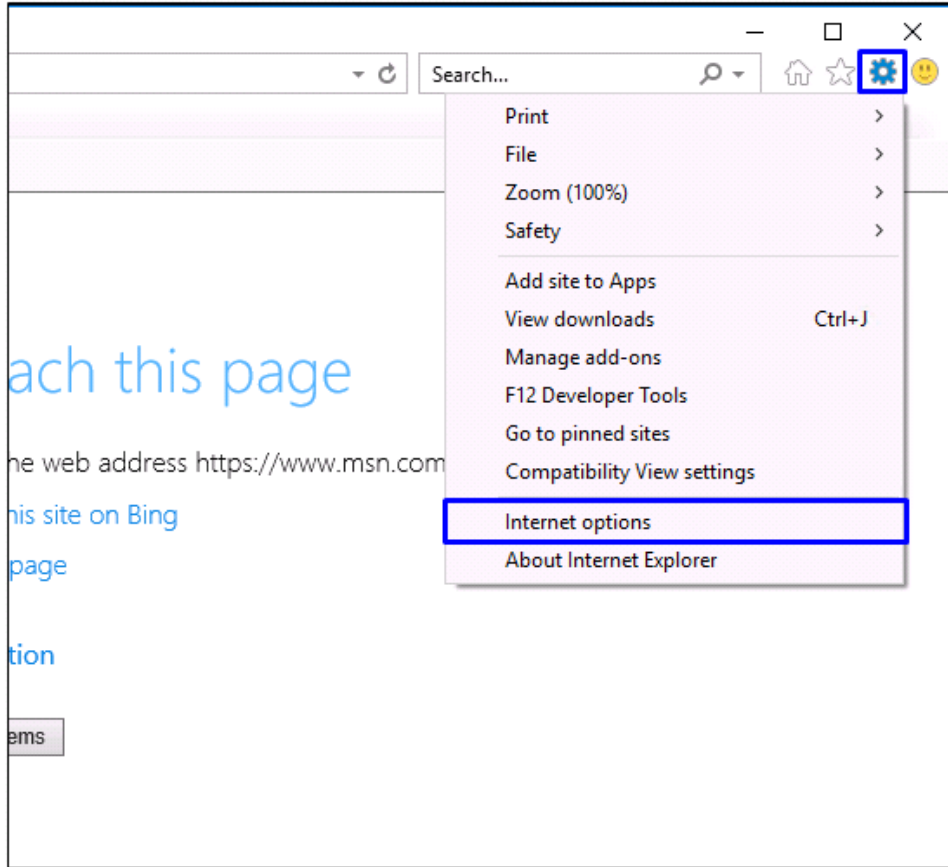 Search...
Print
File
Zoom (100%)
Safety
Add site to Apps
View downloads Ctrl+J
Manage add-ons
F12 Developer Tools
Go to pinned sites
Compatibility View settings
Internet options
About Internet Explorer
ach this page
he web address https://www.msn.com
his site on Bing
page
tion
ems